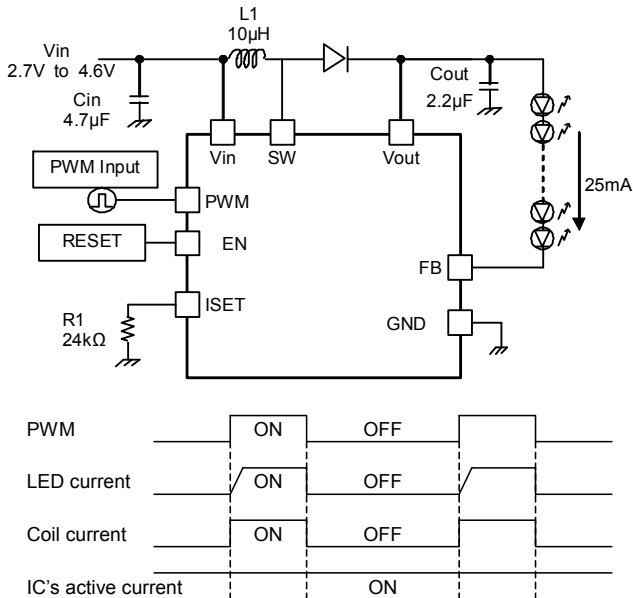 L1
10µH
Vin
2.7V to 4.6V
Cin
4.7µF
Cout
2.2µF
Vin
SW
Vout
PWM Input
PWM
25mA
RESET
EN
FB
ISET
R1
24kΩ
GND
PWM
ON
OFF
LED current
ON
OFF
Coil current
ON
OFF
IC's active current
ON